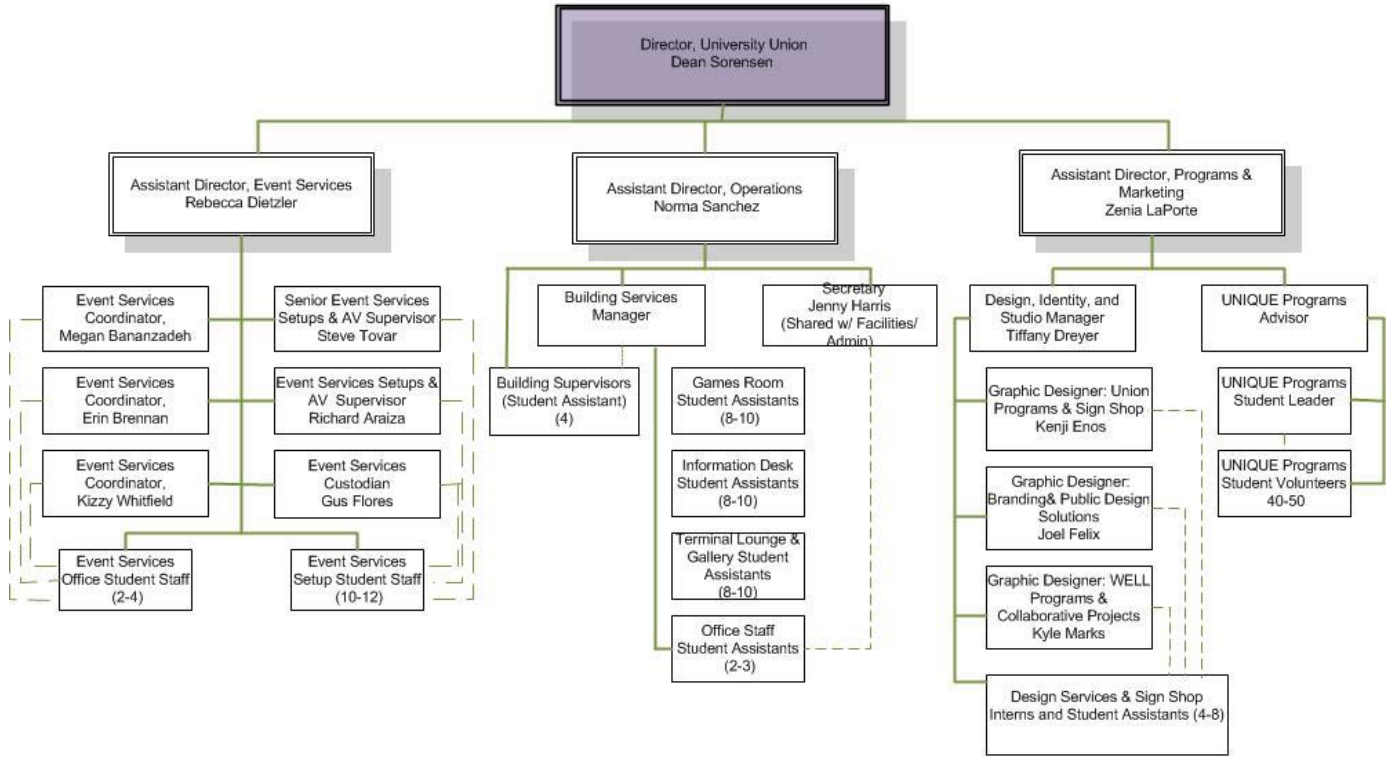 Director, University Union
Dean Sorensen
Assistant Director, Event Services
Rebecca Dietzler
Assistant Director, Operations
Norma Sanchez
Assistant Director, Programs &
Marketing
Zenia LaPorte
Event Services
Coordinator,
Megan Bananzadeh
Senior Event Services
Setups & AV Supervisor
Steve Tovar
Event Services
Coordinator,
Erin Brennan
Event Services Setups &
AV Supervisor
Richard Araiza
Event Services
Coordinator,
Kizzy Whitfield
Event Services
Custodian
Gus Flores
Event Services
Office Student Staff
(2-4)
Event Services
Setup Student Staff
(10-12)
Building Services
Manager
Secretary
Jenny Harris
(Shared w/ Facilities/
Admin)
Building Supervisors
(Student Assistant)
(4)
Games Room
Student Assistants
(8-10)
Information Desk
Student Assistants
(8-10)
Terminal Lounge &
Gallery Student
Assistants
(8-10)
Office Staff
Student Assistants
(2-3)
Design, Identity, and
Studio Manager
Tiffany Dreyer
UNIQUE Programs
Advisor
Graphic Designer: Union
Programs & Sign Shop
Kenji Enos
UNIQUE Programs
Student Leader
Graphic Designer:
Branding& Public Design
Solutions
Joel Felix
UNIQUE Programs
Student Volunteers
40-50
Graphic Designer: WELL
Programs &
Collaborative Projects
Kyle Marks
Design Services & Sign Shop
Interns and Student Assistants (4-8)